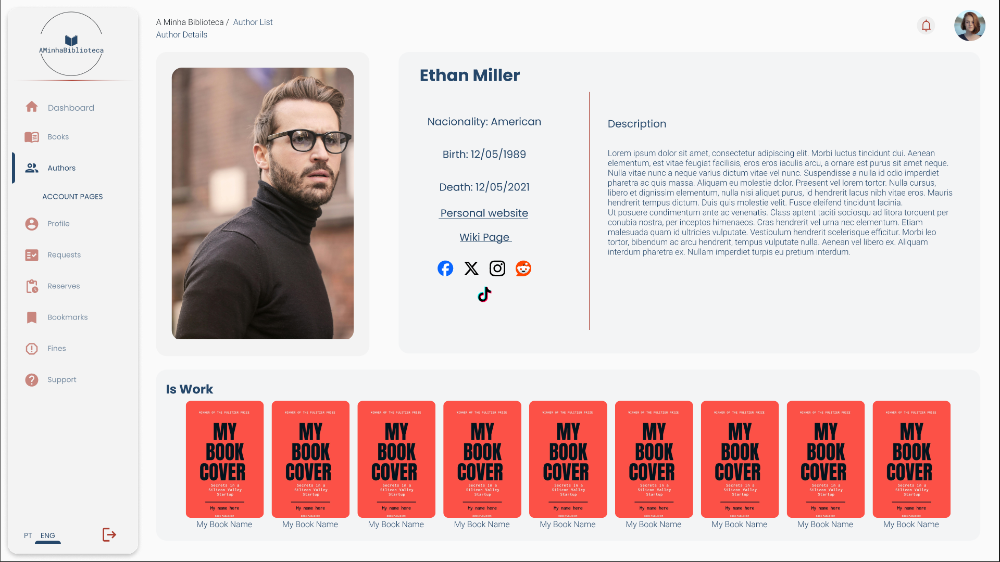 AMinhaBiblioteca
Dashboard
Books
Authors
ACCOUNT PAGES
Profile
Requests
Reserves
Bookmarks
Fines
Support
PT ENG
A Minha Biblioteca / Author List
Author Details
Ethan Miller
Nacionality: American
Birth: 12/05/1989
Death: 12/05/2021
Personal website
Wiki Page
Description
Lorem ipsum dolor sit amet, consectetur adipiscing elit. Morbi luctus tincidunt dui. Aenean
elementum, est vitae feugiat facilisis, eros eros iaculis arcu, a ornare est purus sit amet neque.
Nulla vitae nunc a neque varius dictum vitae vel nunc. Suspendisse a nulla id odio imperdiet
pharetra ac quis massa. Aliquam eu molestie dolor. Praesent vel lorem tortor. Nulla cursus,
libero et dignissim elementum, nulla nisi aliquet purus, id hendrerit lacus nibh vitae eros. Mauris
hendrerit tempus dictum. Duis quis molestie velit. Fusce eleifend tincidunt lacinia.
Ut posuere condimentum ante ac venenatis. Class aptent taciti sociosqu ad litora torquent per
conubia nostra, per inceptos himenaeos. Cras hendrerit vel urna nec elementum. Etiam
malesuada quam id ultricies vulputate. Vestibulum hendrerit scelerisque efficitur. Morbi leo
tortor, bibendum ac arcu hendrerit, tempus vulputate nulla. Aenean vel libero ex. Aliquam
interdum pharetra ex. Nullam imperdiet turpis eu pretium interdum.
Is Work
WINNER OF THE PULITZER PRIZE
MY
BOOK
COVER
Secrets in a
Silicon Valley
Startup
My name here
BOOK PUBLISHER
My Book Name
WINNER OF THE PULITZER PRIZE
MY
BOOK
COVER
Secrets in a
Silicon Valley
Startup
My name here
BOOK PUBLISHER
My Book Name
WINNER OF THE PULITZER PRIZE
MY
BOOK
COVER
Secrets in a
Silicon Valley
Startup
My name here
BOOK PUBLISHER
My Book Name
WINNER OF THE PULITZER PRIZE
MY
BOOK
COVER
Secrets in a
Silicon Valley
Startup
My name here
BOOK PUBLISHER
My Book Name
WINNER OF THE PULITZER PRIZE
MY
BOOK
COVER
Secrets in a
Silicon Valley
Startup
My name here
BOOK PUBLISHER
My Book Name
WINNER OF THE PULITZER PRIZE
MY
BOOK
COVER
Secrets in a
Silicon Valley
Startup
My name here
BOOK PUBLISHER
My Book Name
WINNER OF THE PULITZER PRIZE
MY
BOOK
COVER
Secrets in a
Silicon Valley
Startup
My name here
BOOK PUBLISHER
My Book Name
WINNER OF THE PULITZER PRIZE
MY
BOOK
COVER
Secrets in a
Silicon Valley
Startup
My name here
BOOK PUBLISHER
My Book Name
WINNER OF THE PULITZER PRIZE
MY
BOOK
COVER
Secrets in a
Silicon Valley
Startup
My name here
BOOK PUBLISHER
My Book Name